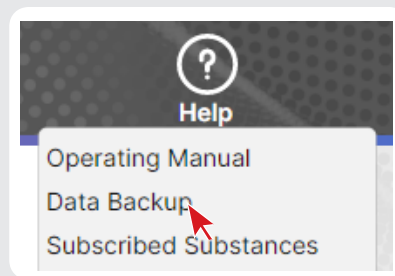 ?
Help
Operating Manual
Data Backup
Subscribed Substances